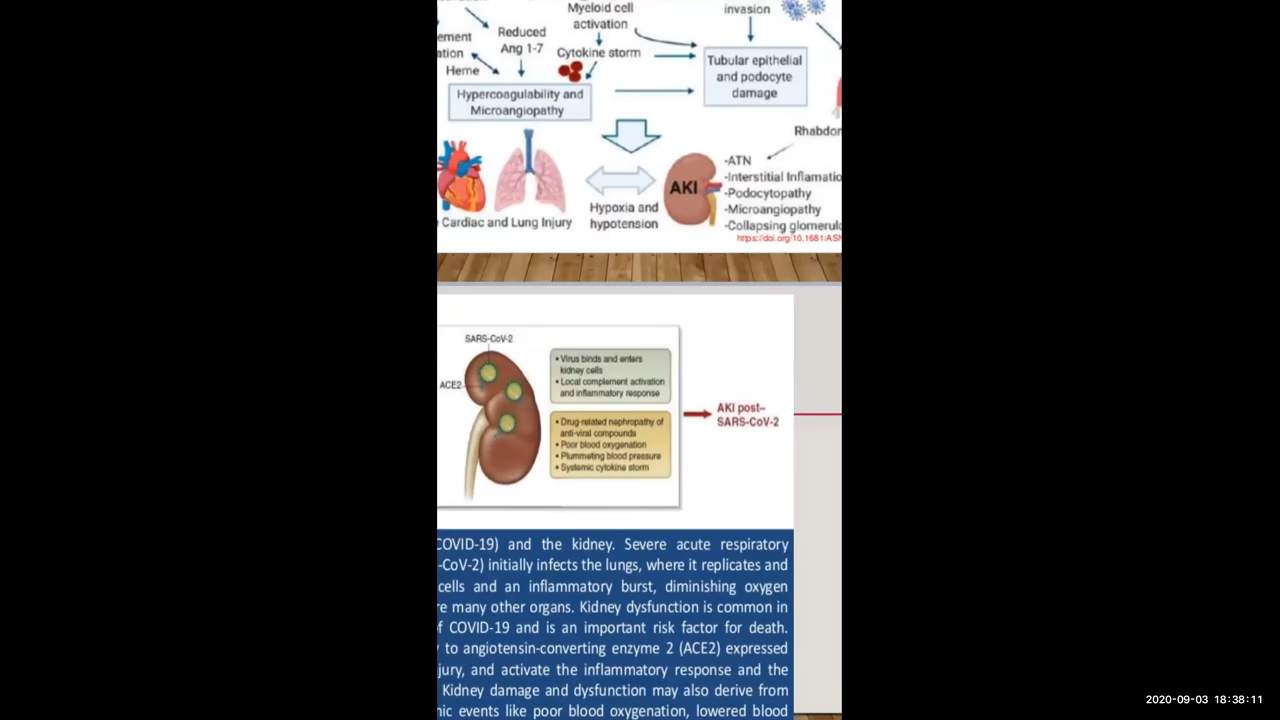 Myeloid cell
activation
invasion
Reduced
Ang 1-7
Cytokine storm
Heme
Hypercoagulability and
Microangiopathy
Tubular epithelial
and podocyte
damage
AKI
-ATN
-Podocytopathy
-Microangiopathy
-Collapsing
Cardiac and Lung Injury
Hypoxia and
hypotension
SARS-CoV-2
ACE2
• Virus binds and enters
kidney cells
• Local complement activation
and inflammatory response
• Drug-related nephropathy of
anti-viral compounds
• Poor blood oxygenation
• Plummeting blood pressure
• Systemic cytokine storm
AKI post–
SARS-CoV-2
COVID-19) and the kidney. Severe acute respiratory
-CoV-2) initially infects the lungs, where it replicates and
cells and an inflammatory burst, diminishing oxygen
many other organs. Kidney dysfunction is common in
COVID-19 and is an important risk factor for death.
to angiotensin-converting enzyme 2 (ACE2) expressed
jury, and activate the inflammatory response and the
Kidney damage and dysfunction may also derive from
events like poor blood oxygenation, lowered blood
2020-09-03 18:38:11